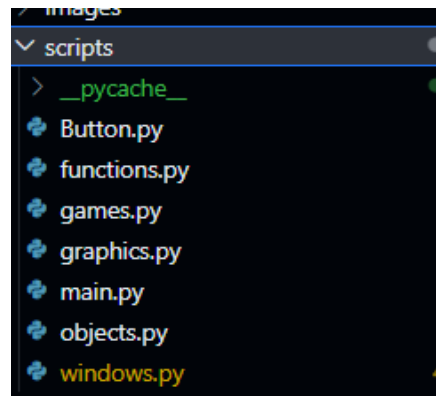 images
scripts
__pycache__
Button.py
functions.py
games.py
graphics.py
main.py
objects.py
windows.py